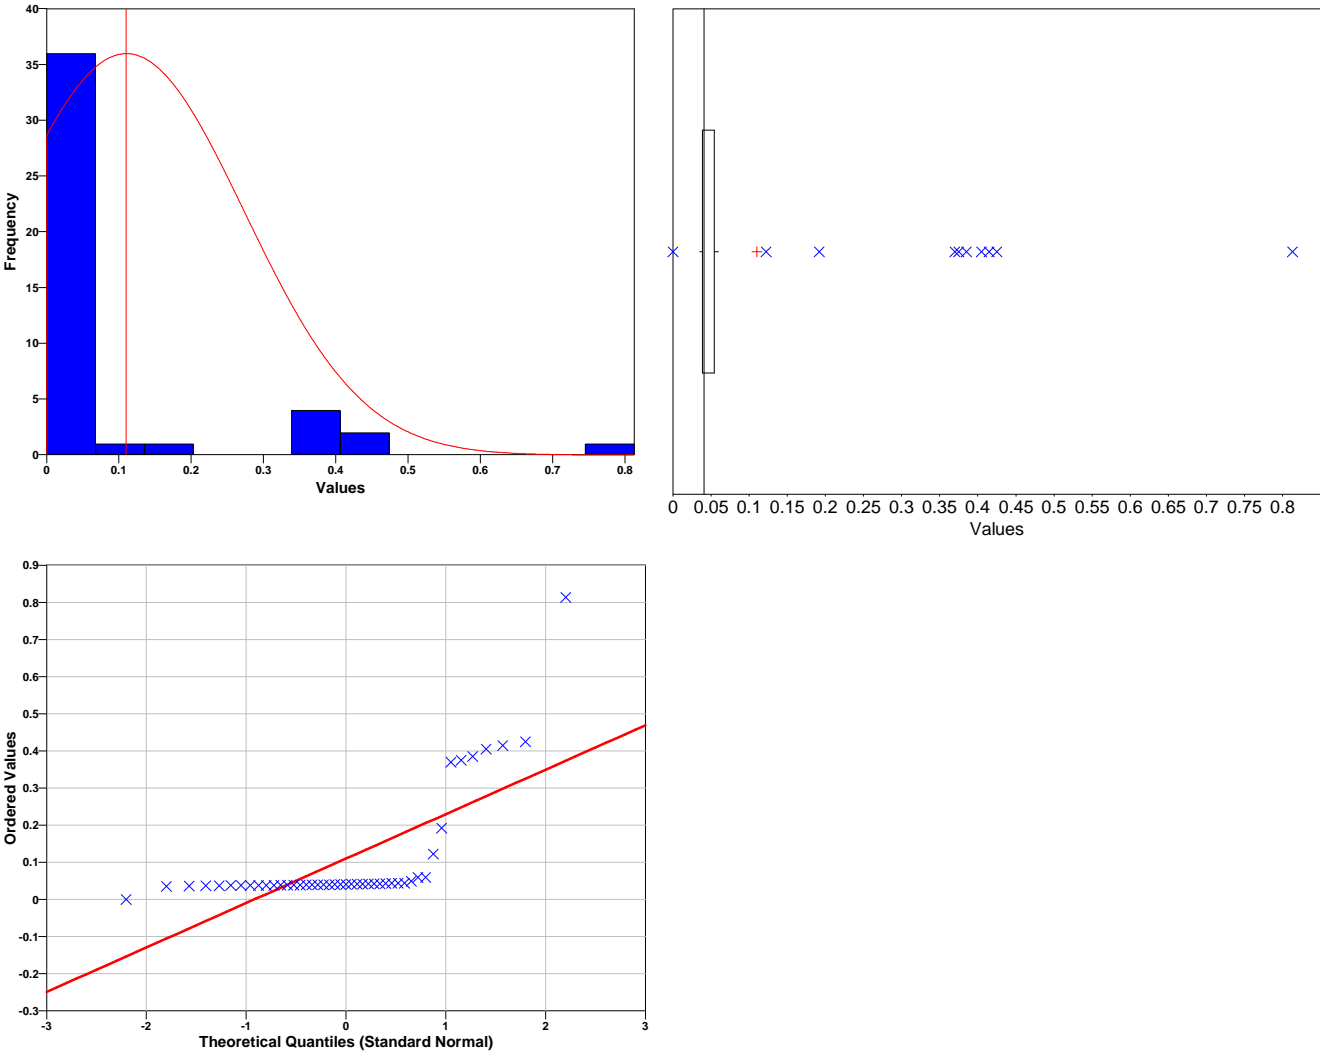 40
35
30
25
20
15
10
5
0
Frequency
0 0.1 0.2 0.3 0.4 0.5 0.6 0.7 0.8
Values
0 0.05 0.1 0.15 0.2 0.25 0.3 0.35 0.4 0.45 0.5 0.55 0.6 0.65 0.7 0.75 0.8
Values
0.9
0.8
0.7
0.6
0.5
0.4
0.3
0.2
0.1
0
-0.1
-0.2
-0.3
Ordered Values
-3 -2 -1 0 1 2 3
Theoretical Quantiles (Standard Normal)